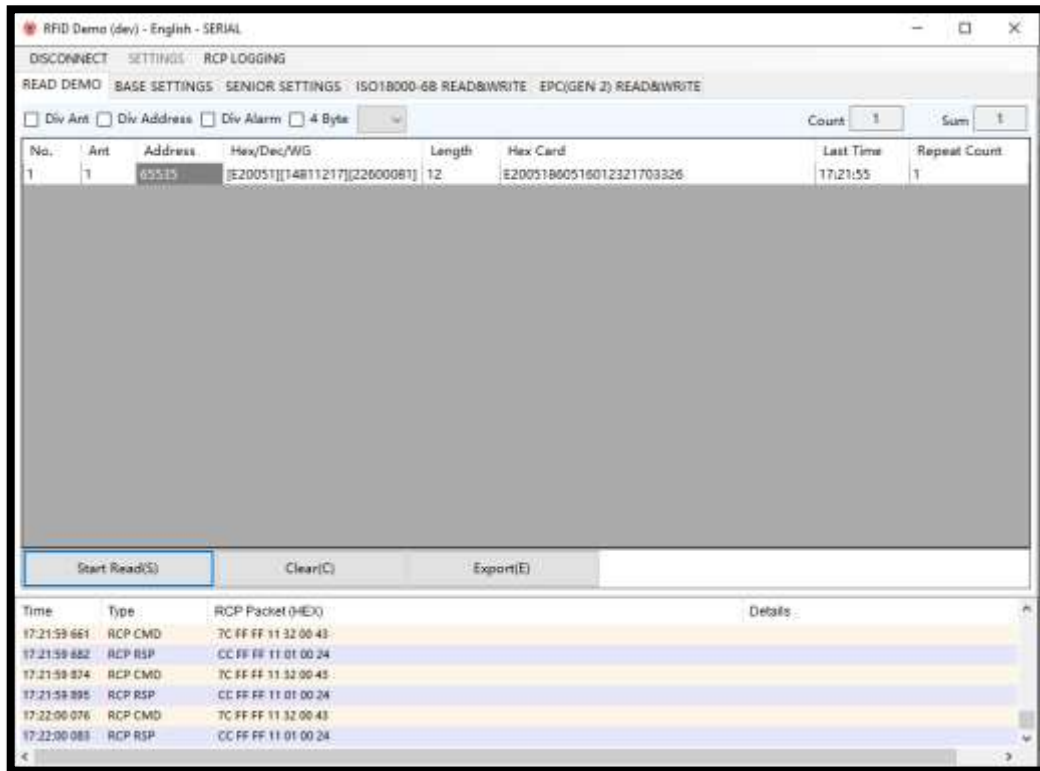 RFID Demo (dev) - English - SERIAL
DISCONNECT SETTINGS RCP LOGGING
READ DEMO BASE SETTINGS SENIOR SETTINGS ISO18000-6B READ&WRITE EPC(GEN 2) READ&WRITE
Div Ant Div Address Div Alarm 4 Byte Count 1 Sum 1
No. Ant Address Hex/Dec/WG Length Hex Card Last Time Repeat Count
1 1 65535 [E20051][14811217][22600081] 12 E20051860516012321703326 17:21:55 1
Start Read(S) Clear(C) Export(E)
Time Type RCP Packet (HEX) Details
17:21:59 661 RCP CMD 7C FF FF 11 32 00 43
17:21:59 682 RCP RSP CC FF FF 11 01 00 24
17:21:59 874 RCP CMD 7C FF FF 11 32 00 43
17:21:59 895 RCP RSP CC FF FF 11 01 00 24
17:22:00 076 RCP CMD 7C FF FF 11 32 00 43
17:22:00 083 RCP RSP CC FF FF 11 01 00 24